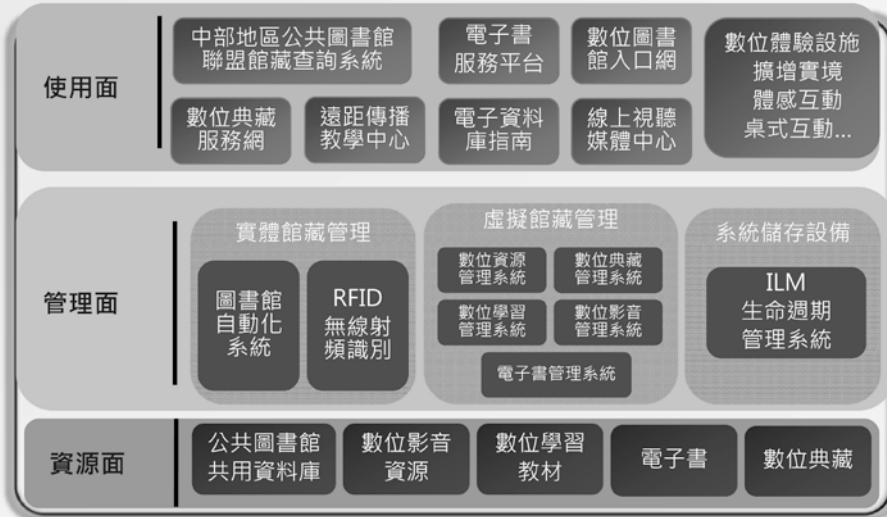 使用面
中部地區公共圖書館
聯盟館藏查詢系統
電子書
服務平台
數位圖書
館入口網
數位體驗設施
擴增實境
體感互動
桌式互動...
數位典藏
服務網
遠距傳播
教學中心
電子資料
庫指南
線上視聽
媒體中心
管理面
實體館藏管理
圖書館
自動化
系統
RFID
無線射
頻識別
虛擬館藏管理
數位資源
管理系統
數位典藏
管理系統
數位學習
管理系統
數位影音
管理系統
電子書管理系統
系統儲存設備
ILM
生命週期
管理系統
資源面
公共圖書館
共用資料庫
數位影音
資源
數位學習
教材
電子書
數位典藏